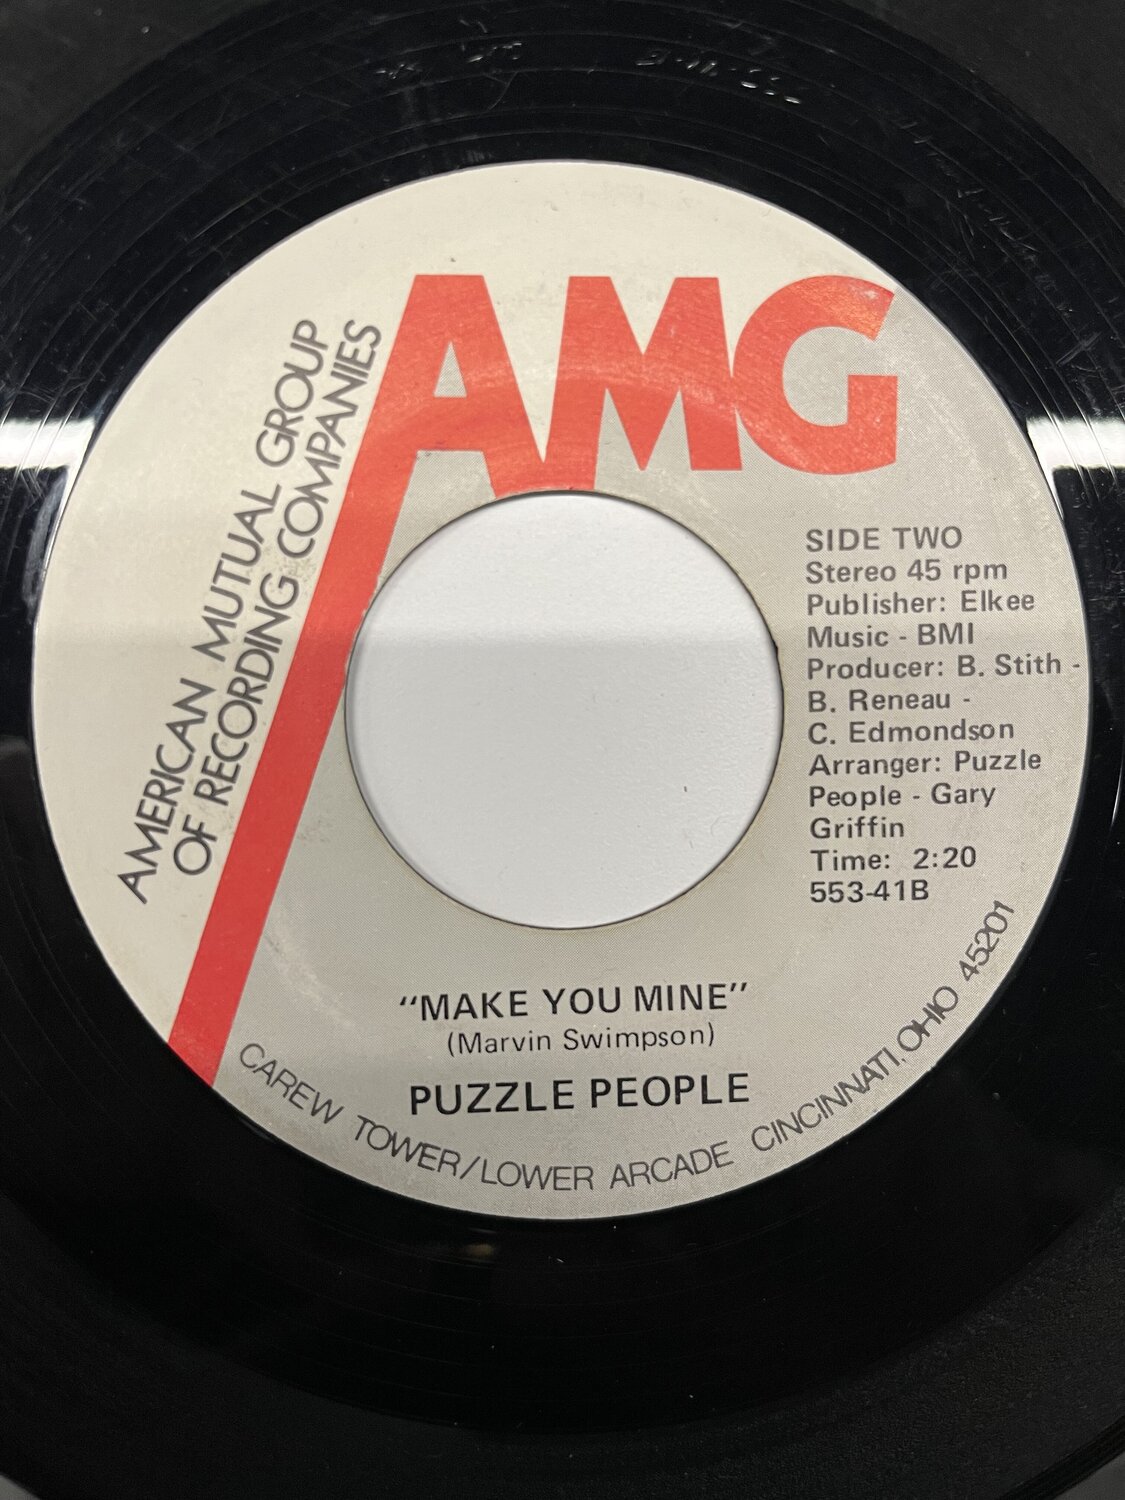 AMG
AMERICAN MUTUAL GROUP
OF RECORDING COMPANIES
SIDE TWO
Stereo 45 rpm
Publisher: Elkee
Music - BMI
Producer: B. Stith -
B. Reneau -
C. Edmondson
Arranger: Puzzle
People - Gary
Griffin
Time: 2:20
553-41B
"MAKE YOU MINE"
(Marvin Swimpson)
PUZZLE PEOPLE
CAREW TOWER/LOWER ARCADE CINCINNATI, OHIO 45201